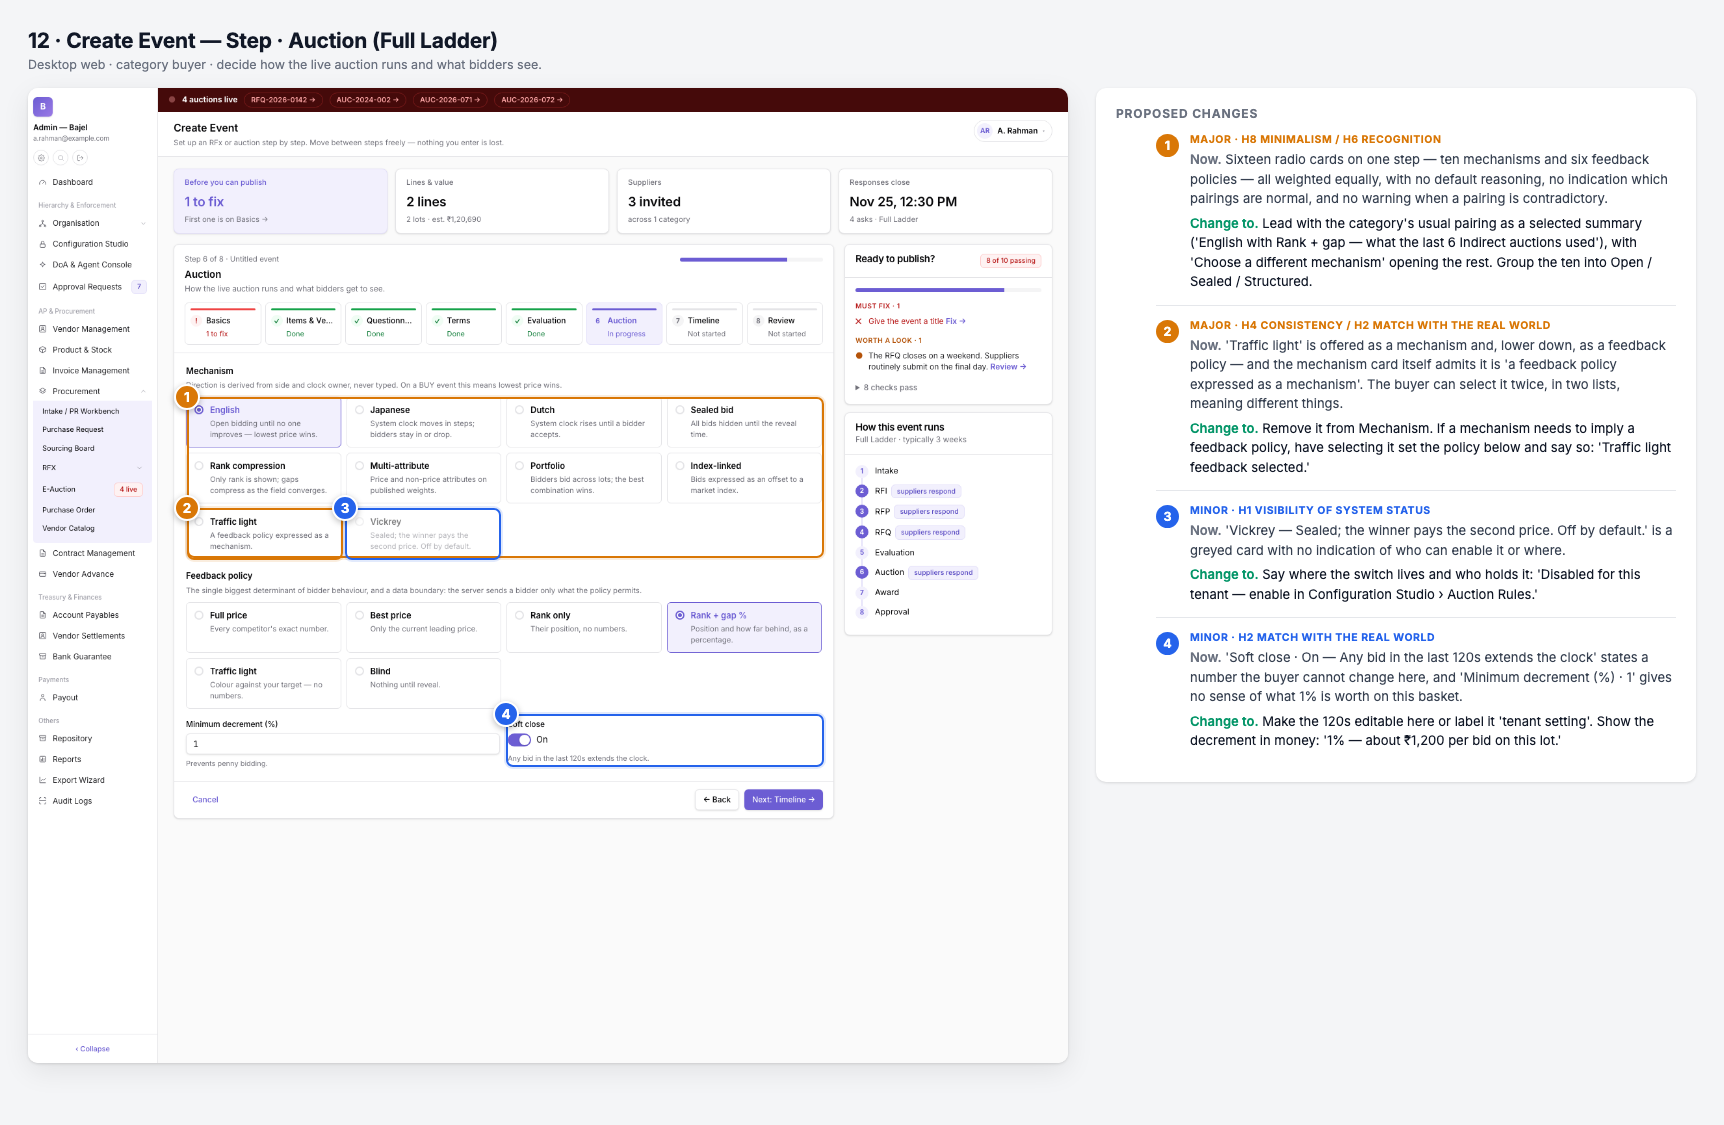 12 · Create Event — Step · Auction (Full Ladder)
Desktop web · category buyer · decide how the live auction runs and what bidders see.
B
Admin — Bajel
a.rahman@example.com
Dashboard
Hierarchy & Enforcement
Organisation
Configuration Studio
DoA & Agent Console
Approval Requests 7
AP & Procurement
Vendor Management
Product & Stock
Invoice Management
Procurement
Intake / PR Workbench
Purchase Request
Sourcing Board
RFX
E-Auction 4 live
Purchase Order
Vendor Catalog
Contract Management
Vendor Advance
Treasury & Finances
Account Payables
Vendor Settlements
Bank Guarantee
Payments
Payout
Others
Repository
Reports
Export Wizard
Audit Logs
‹ Collapse
4 auctions live RFQ-2026-0142 → AUC-2024-002 → AUC-2026-071 → AUC-2026-072 →
Create Event
Set up an RFx or auction step by step. Move between steps freely — nothing you enter is lost.
AR A. Rahman
Before you can publish
1 to fix
First one is on Basics →
Lines & value
2 lines
2 lots · est. ₹1,20,690
Suppliers
3 invited
across 1 category
Responses close
Nov 25, 12:30 PM
4 asks · Full Ladder
Step 6 of 8 · Untitled event
Auction
How the live auction runs and what bidders get to see.
! Basics
1 to fix
✓ Items & Ve...
Done
✓ Questionn...
Done
✓ Terms
Done
✓ Evaluation
Done
6 Auction
In progress
7 Timeline
Not started
8 Review
Not started
Mechanism
Direction is derived from side and clock owner, never typed. On a BUY event this means lowest price wins.
1
English
Open bidding until no one
improves — lowest price wins.
Japanese
System clock moves in steps;
bidders stay in or drop.
Dutch
System clock rises until a bidder
accepts.
Sealed bid
All bids hidden until the reveal
time.
Rank compression
Only rank is shown; gaps
compress as the field converges.
Multi-attribute
Price and non-price attributes on
published weights.
Portfolio
Bidders bid across lots; the best
combination wins.
Index-linked
Bids expressed as an offset to a
market index.
2
Traffic light
A feedback policy expressed as a
mechanism.
3
Vickrey
Sealed; the winner pays the
second price. Off by default.
Feedback policy
The single biggest determinant of bidder behaviour, and a data boundary: the server sends a bidder only what the policy permits.
Full price
Every competitor's exact number.
Best price
Only the current leading price.
Rank only
Their position, no numbers.
Rank + gap %
Position and how far behind, as a
percentage.
Traffic light
Colour against your target — no
numbers.
Blind
Nothing until reveal.
Minimum decrement (%)
1
Prevents penny bidding.
4
oft close
On
Any bid in the last 120s extends the clock.
Cancel
← Back
Next: Timeline →
Ready to publish?
8 of 10 passing
MUST FIX · 1
✕ Give the event a title Fix →
WORTH A LOOK · 1
The RFQ closes on a weekend. Suppliers
routinely submit on the final day. Review →
▶ 8 checks pass
How this event runs
Full Ladder · typically 3 weeks
1 Intake
2 RFI suppliers respond
3 RFP suppliers respond
4 RFQ suppliers respond
5 Evaluation
6 Auction suppliers respond
7 Award
8 Approval
PROPOSED CHANGES
1 MAJOR · H8 MINIMALISM / H6 RECOGNITION
Now. Sixteen radio cards on one step — ten mechanisms and six feedback
policies — all weighted equally, with no default reasoning, no indication which
pairings are normal, and no warning when a pairing is contradictory.
Change to. Lead with the category's usual pairing as a selected summary
('English with Rank + gap — what the last 6 Indirect auctions used'), with
'Choose a different mechanism' opening the rest. Group the ten into Open /
Sealed / Structured.
2 MAJOR · H4 CONSISTENCY / H2 MATCH WITH THE REAL WORLD
Now. 'Traffic light' is offered as a mechanism and, lower down, as a feedback
policy — and the mechanism card itself admits it is 'a feedback policy
expressed as a mechanism'. The buyer can select it twice, in two lists,
meaning different things.
Change to. Remove it from Mechanism. If a mechanism needs to imply a
feedback policy, have selecting it set the policy below and say so: 'Traffic light
feedback selected.'
3 MINOR · H1 VISIBILITY OF SYSTEM STATUS
Now. 'Vickrey — Sealed; the winner pays the second price. Off by default.' is a
greyed card with no indication of who can enable it or where.
Change to. Say where the switch lives and who holds it: 'Disabled for this
tenant — enable in Configuration Studio › Auction Rules.'
4 MINOR · H2 MATCH WITH THE REAL WORLD
Now. 'Soft close · On — Any bid in the last 120s extends the clock' states a
number the buyer cannot change here, and 'Minimum decrement (%) · 1' gives
no sense of what 1% is worth on this basket.
Change to. Make the 120s editable here or label it 'tenant setting'. Show the
decrement in money: '1% — about ₹1,200 per bid on this lot.'